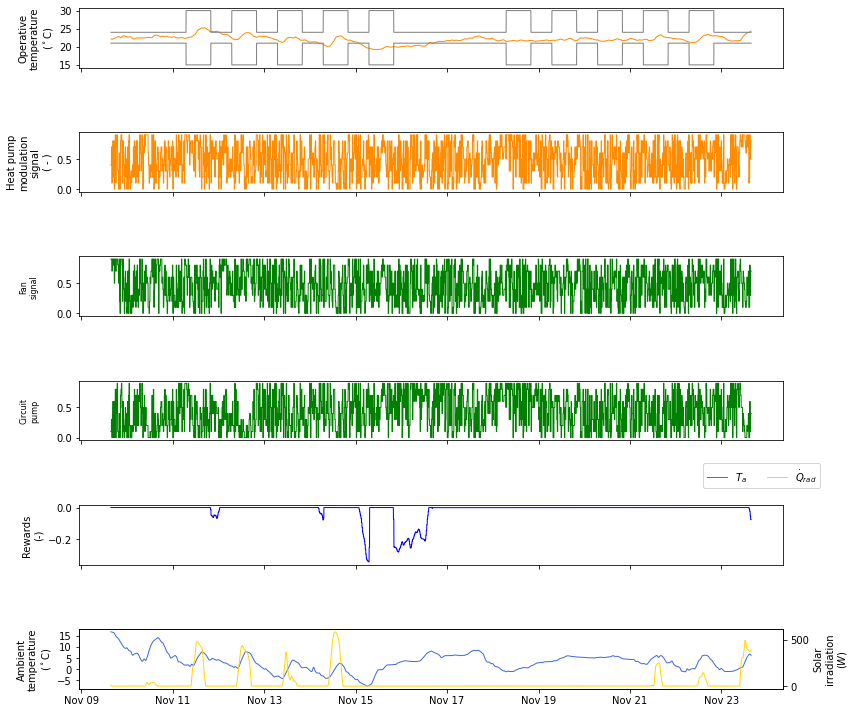 Operative
temperature
(°C)
30
25
20
15
Heat pump
modulation
signal
( - )
0.5
0.0
Fan
signal
0.5
0.0
Circuit
pump
0.5
0.0
T_a
Q̇_rad
Rewards
(-)
0.0
−0.2
Ambient
temperature
(°C)
15
10
5
0
−5
500
0
Solar
irradiation
(W)
Nov 09
Nov 11
Nov 13
Nov 15
Nov 17
Nov 19
Nov 21
Nov 23